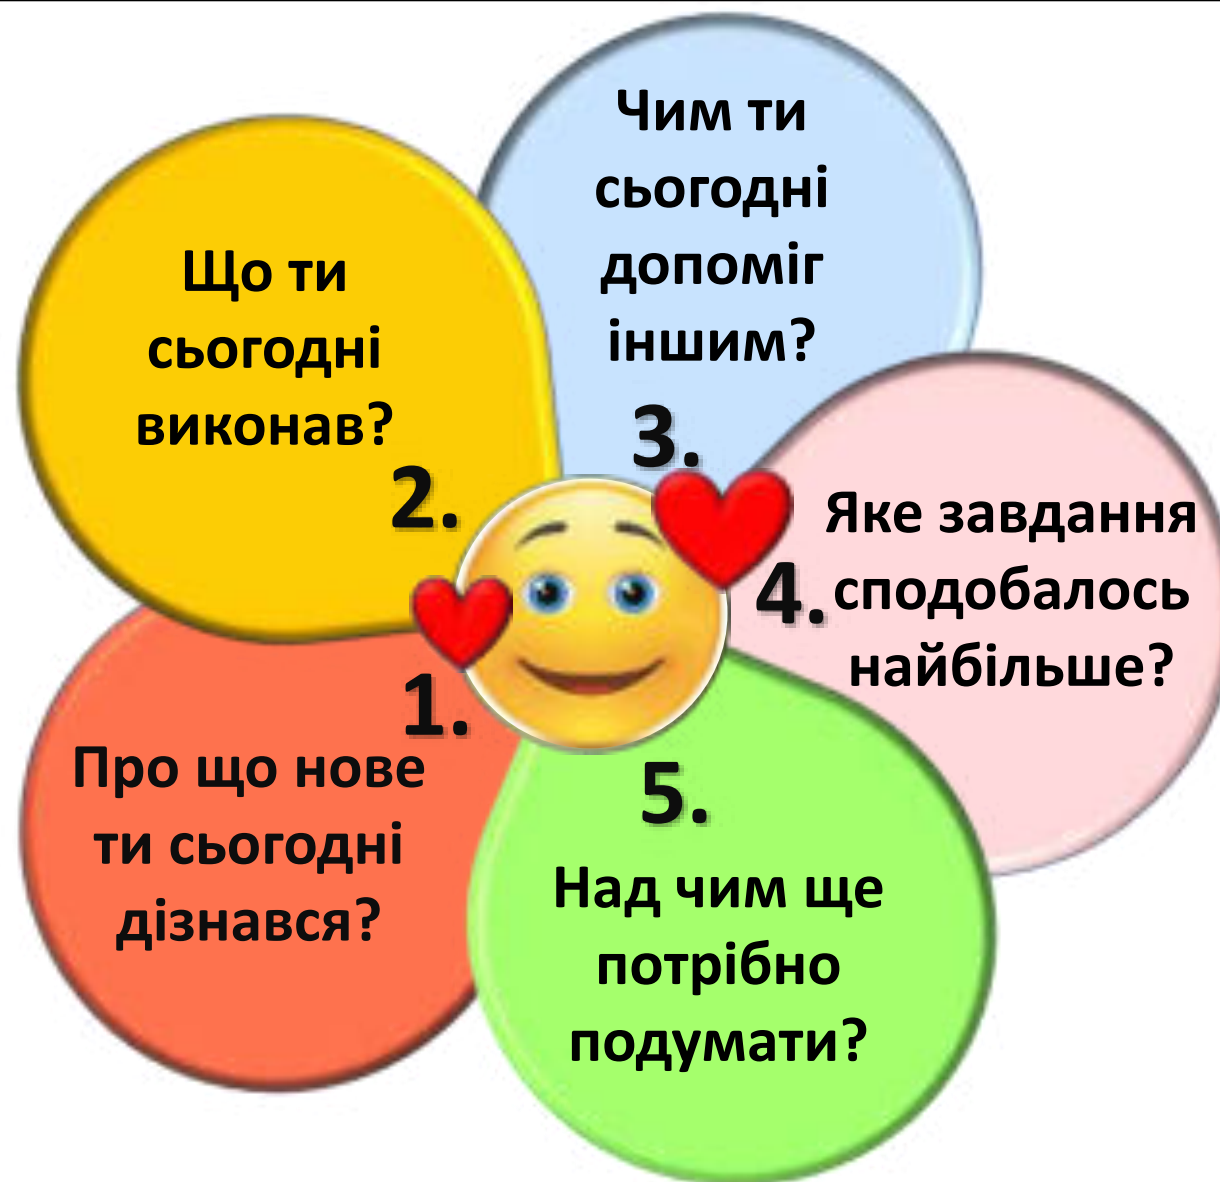 1.
Про що нове
ти сьогодні
дізнався?
2.
Що ти
сьогодні
виконав?
3.
Чим ти
сьогодні
допоміг
іншим?
4.
Яке завдання
сподобалось
найбільше?
5.
Над чим ще
потрібно
подумати?